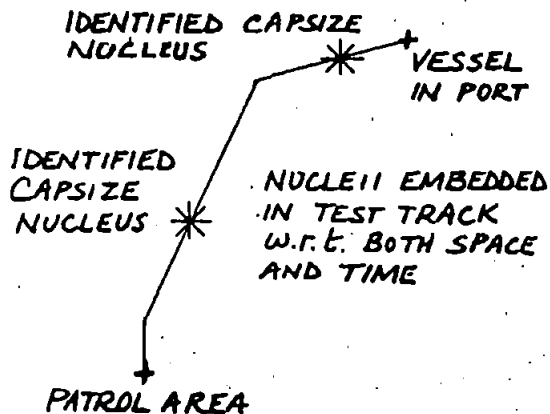 IDENTIFIED CAPSIZE
NUCLEUS
VESSEL
IN PORT
IDENTIFIED
CAPSIZE
NUCLEUS
NUCLEII EMBEDDED
IN TEST TRACK
W.r.t. BOTH SPACE
AND TIME
PATROL AREA